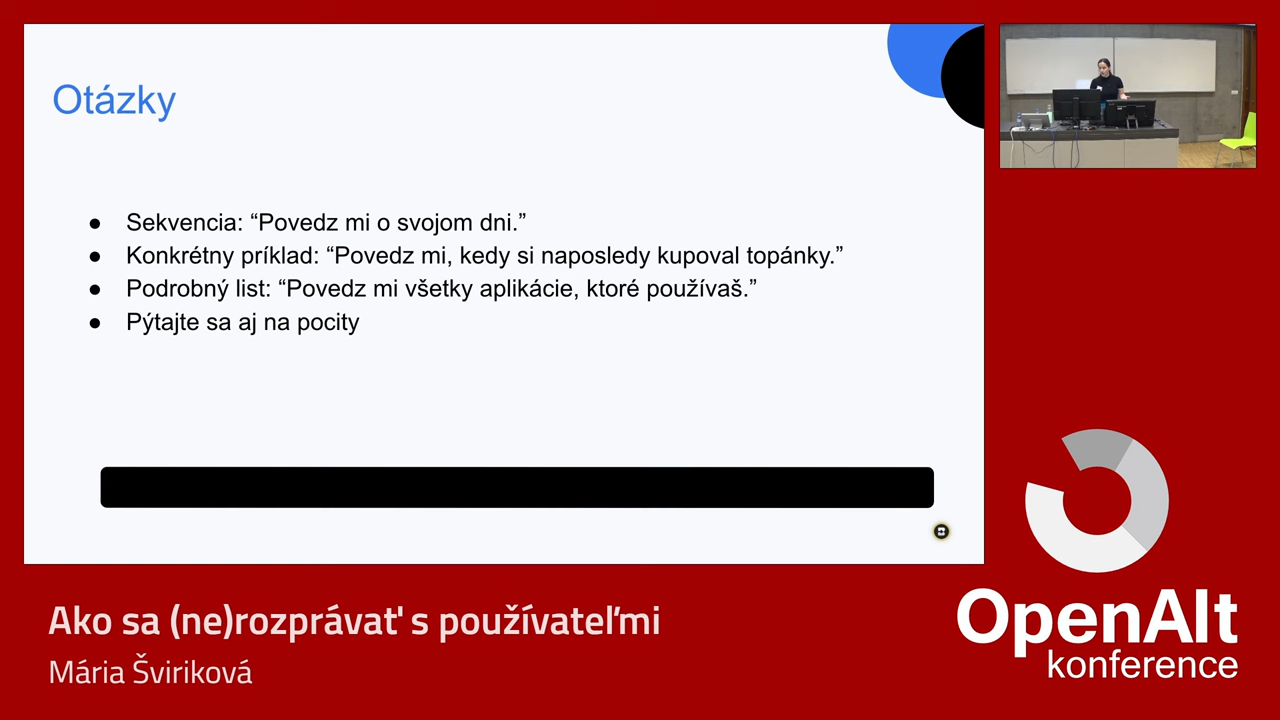 Otázky
● Sekvencia: “Povedz mi o svojom dni.”
● Konkrétny príklad: “Povedz mi, kedy si naposledy kupoval topánky.”
● Podrobný list: “Povedz mi všetky aplikácie, ktoré používaš.”
● Pýtajte sa aj na pocity
Ako sa (ne)rozprávať s používateľmi
Mária Šviriková
OpenAlt
konference